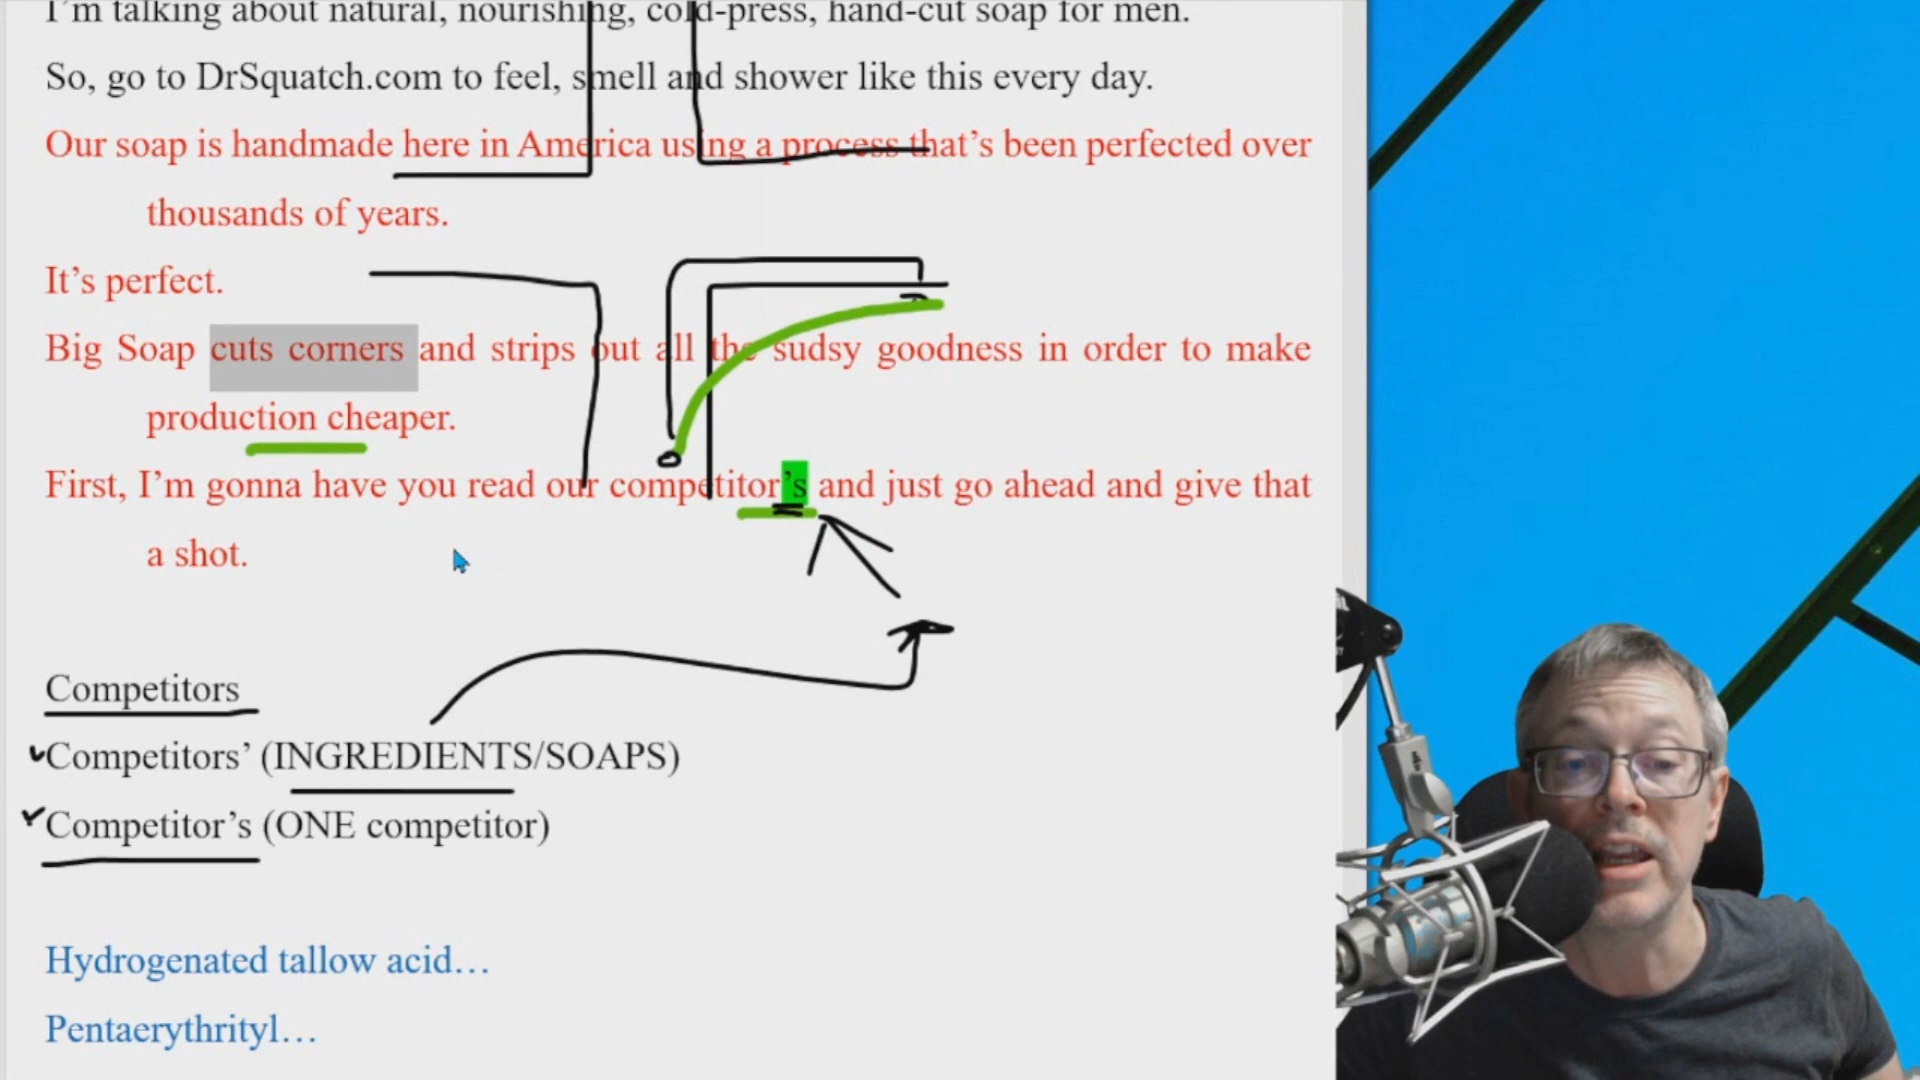 I’m talking about natural, nourishing, cold-press, hand-cut soap for men.
So, go to DrSquatch.com to feel, smell and shower like this every day.
Our soap is handmade here in America using a process that’s been perfected over
thousands of years.
It’s perfect.
Big Soap cuts corners and strips out all the sudsy goodness in order to make
production cheaper.
First, I’m gonna have you read our competitor’s and just go ahead and give that
a shot.
Competitors
Competitors’ (INGREDIENTS/SOAPS)
Competitor’s (ONE competitor)
Hydrogenated tallow acid…
Pentaerythrityl…